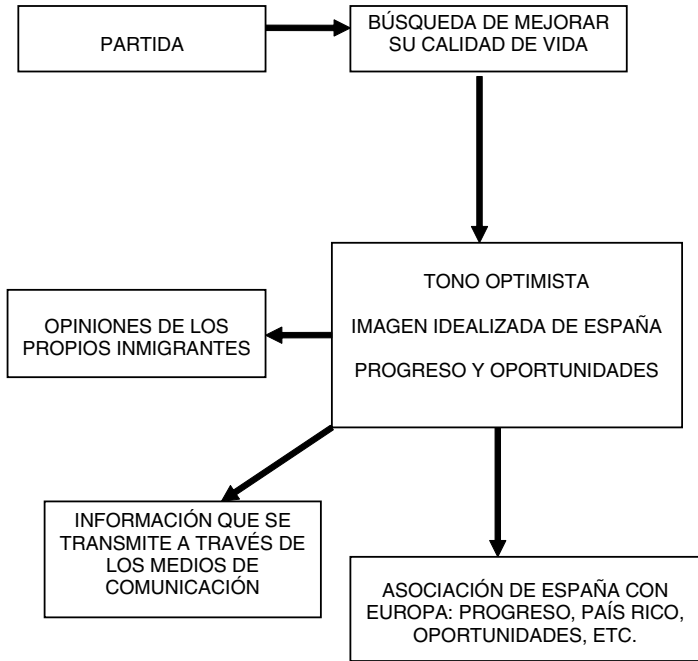 PARTIDA
BÚSQUEDA DE MEJORAR
SU CALIDAD DE VIDA
TONO OPTIMISTA
IMAGEN IDEALIZADA DE ESPAÑA
PROGRESO Y OPORTUNIDADES
OPINIONES DE LOS
PROPIOS INMIGRANTES
INFORMACIÓN QUE SE
TRANSMITE A TRAVÉS DE
LOS MEDIOS DE
COMUNICACIÓN
ASOCIACIÓN DE ESPAÑA CON
EUROPA: PROGRESO, PAÍS RICO,
OPORTUNIDADES, ETC.